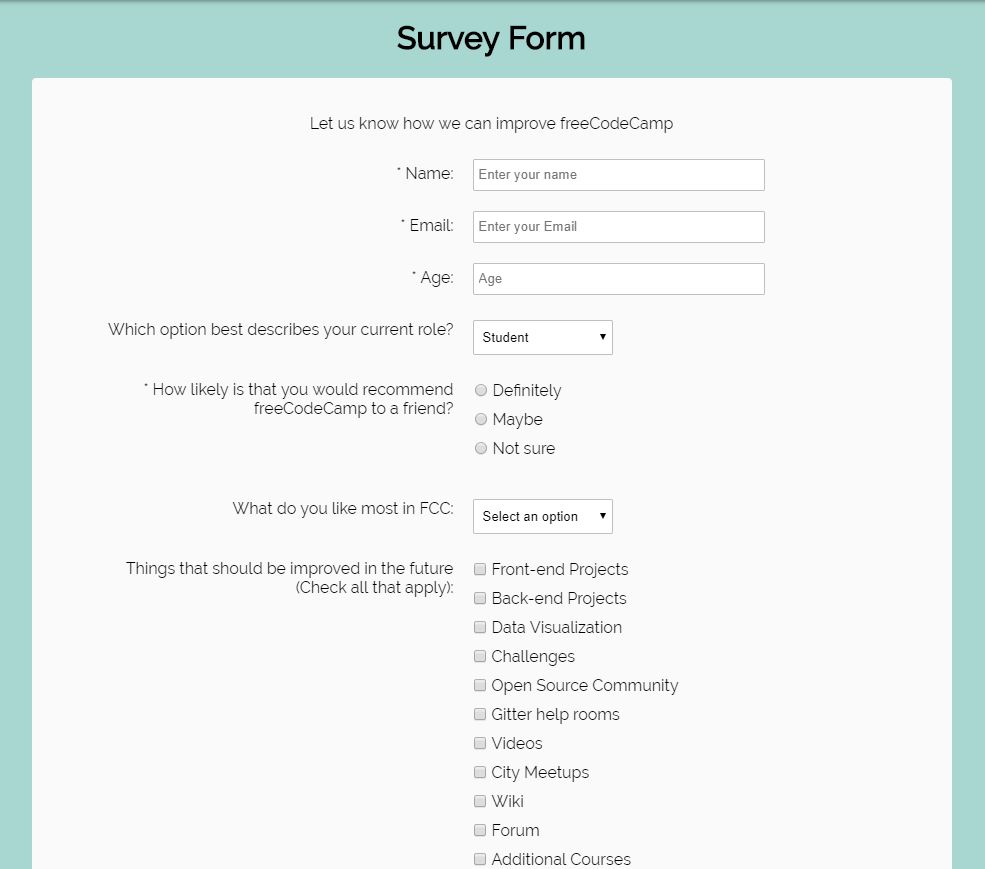 Survey Form
Let us know how we can improve freeCodeCamp
* Name:
Enter your name
* Email:
Enter your Email
* Age:
Age
Which option best describes your current role?
Student
* How likely is that you would recommend
freeCodeCamp to a friend?
Definitely
Maybe
Not sure
What do you like most in FCC:
Select an option
Things that should be improved in the future
(Check all that apply):
Front-end Projects
Back-end Projects
Data Visualization
Challenges
Open Source Community
Gitter help rooms
Videos
City Meetups
Wiki
Forum
Additional Courses